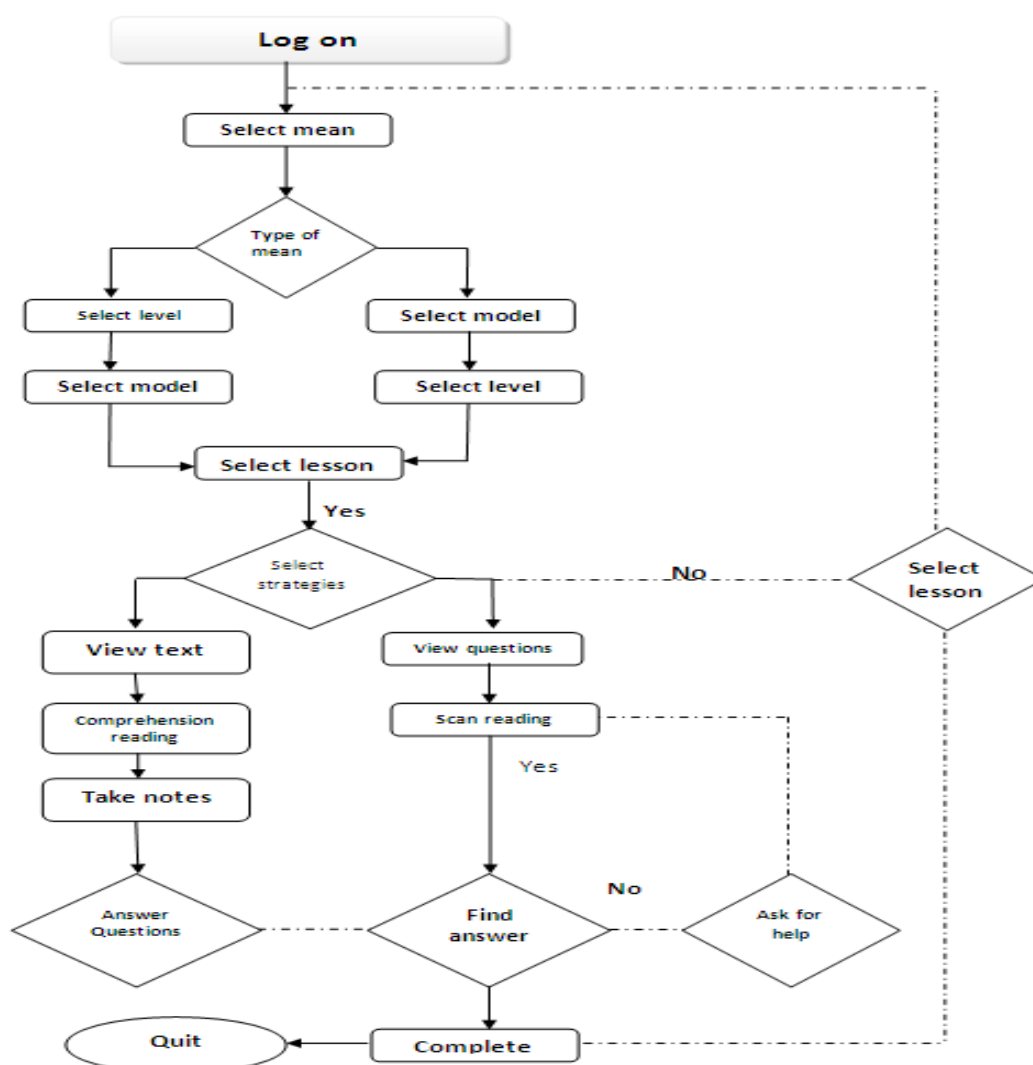 Log on
Select mean
Type of
mean
Select level
Select model
Select model
Select level
Select lesson
Yes
Select
strategies
No
Select
lesson
View text
View questions
Comprehension
reading
Scan reading
Yes
Take notes
No
Answer
Questions
Find
answer
Ask for
help
Quit
Complete